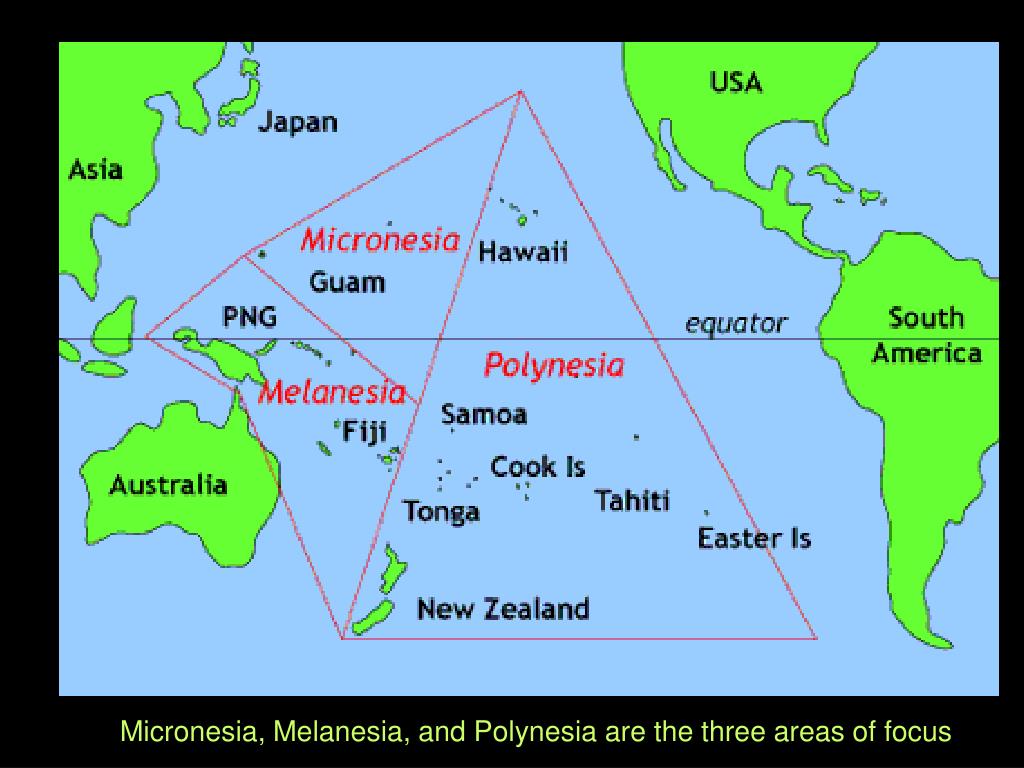 USA
Japan
Asia
Micronesia
Hawaii
Guam
PNG
equator
South
America
Polynesia
Melanesia
Samoa
Fiji
Cook Is
Australia
Tahiti
Tonga
Easter Is
New Zealand
Micronesia, Melanesia, and Polynesia are the three areas of focus